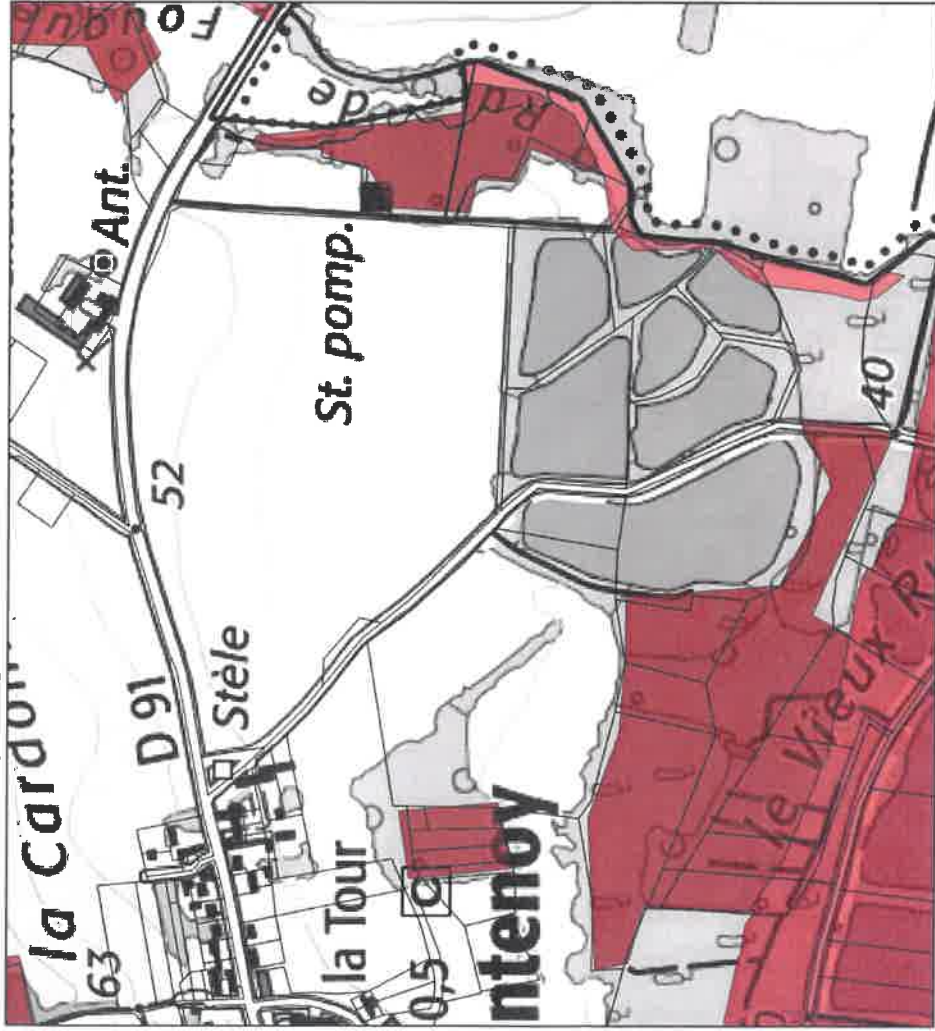 Fouque
Ant.
la Cardon
63
D 91
52
Stèle
St. pomp.
Rd de
la Tour
0,5
ntenoy
40
le Vieux Ru